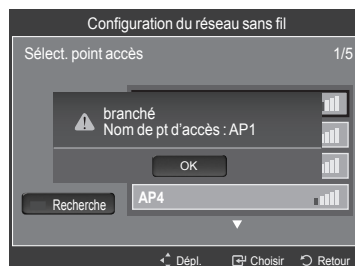 Configuration du réseau sans fil
Sélect. point accès 1/5
branché
Nom de pt d'accès : AP1
OK
Recherche
AP4
Dépl. Choisir Retour